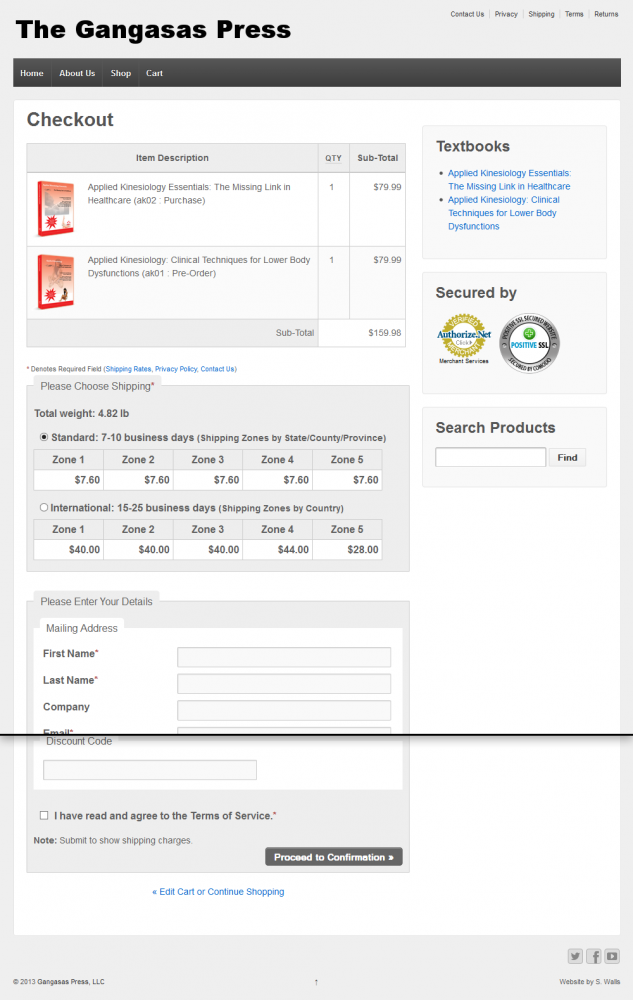 The Gangasas Press
Contact Us | Privacy | Shipping | Terms | Returns
Home About Us Shop Cart
Checkout
Item Description QTY Sub-Total
Applied Kinesiology Essentials: The Missing Link in
Healthcare (ak02 : Purchase)
1 $79.99
Applied Kinesiology: Clinical Techniques for Lower Body
Dysfunctions (ak01 : Pre-Order)
1 $79.99
Sub-Total $159.98
* Denotes Required Field (Shipping Rates, Privacy Policy, Contact Us)
Please Choose Shipping*
Total weight: 4.82 lb
Standard: 7-10 business days (Shipping Zones by State/County/Province)
Zone 1 Zone 2 Zone 3 Zone 4 Zone 5
$7.60 $7.60 $7.60 $7.60 $7.60
International: 15-25 business days (Shipping Zones by Country)
Zone 1 Zone 2 Zone 3 Zone 4 Zone 5
$40.00 $40.00 $40.00 $44.00 $28.00
Please Enter Your Details
Mailing Address
First Name*
Last Name*
Company
Email*
Discount Code
I have read and agree to the Terms of Service.*
Note: Submit to show shipping charges.
Proceed to Confirmation »
« Edit Cart or Continue Shopping
Textbooks
• Applied Kinesiology Essentials:
The Missing Link in Healthcare
• Applied Kinesiology: Clinical
Techniques for Lower Body
Dysfunctions
Secured by
Authorize.Net
Click
Merchant Services
POSITIVE SSL SECURED WEBSITE
POSITIVE SSL
SECURED BY COMODO
Search Products
Find
© 2013 Gangasas Press, LLC
↑
Website by S. Walls